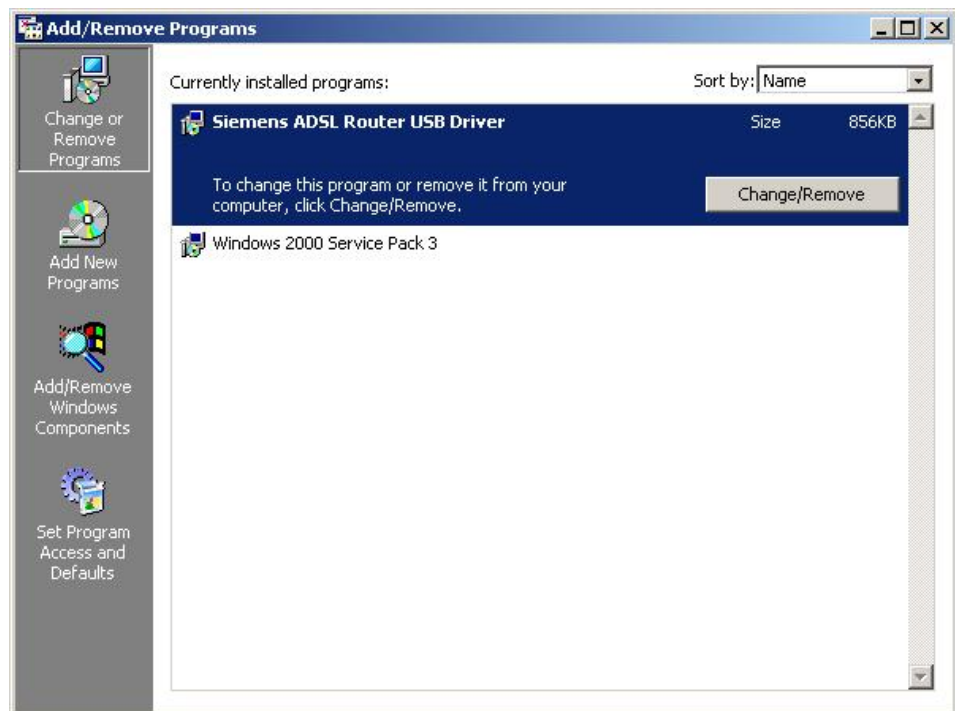 Add/Remove Programs
Change or
Remove
Programs
Add New
Programs
Add/Remove
Windows
Components
Set Program
Access and
Defaults
Currently installed programs:
Sort by: Name
Siemens ADSL Router USB Driver Size 856KB
To change this program or remove it from your
computer, click Change/Remove.
Change/Remove
Windows 2000 Service Pack 3